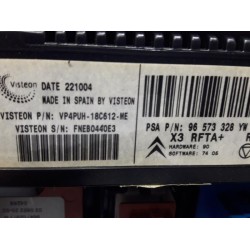 Visteon
DATE 221004
MADE IN SPAIN BY VISTEON
VISTEON P/N: VP4PUH-18C612-HE
VISTEON S/N: FNEB0440E3
PSA P/N: 96 573 328 YW
X3 RFTA+
HARDWARE: 90
SOFTWARE: 74 05